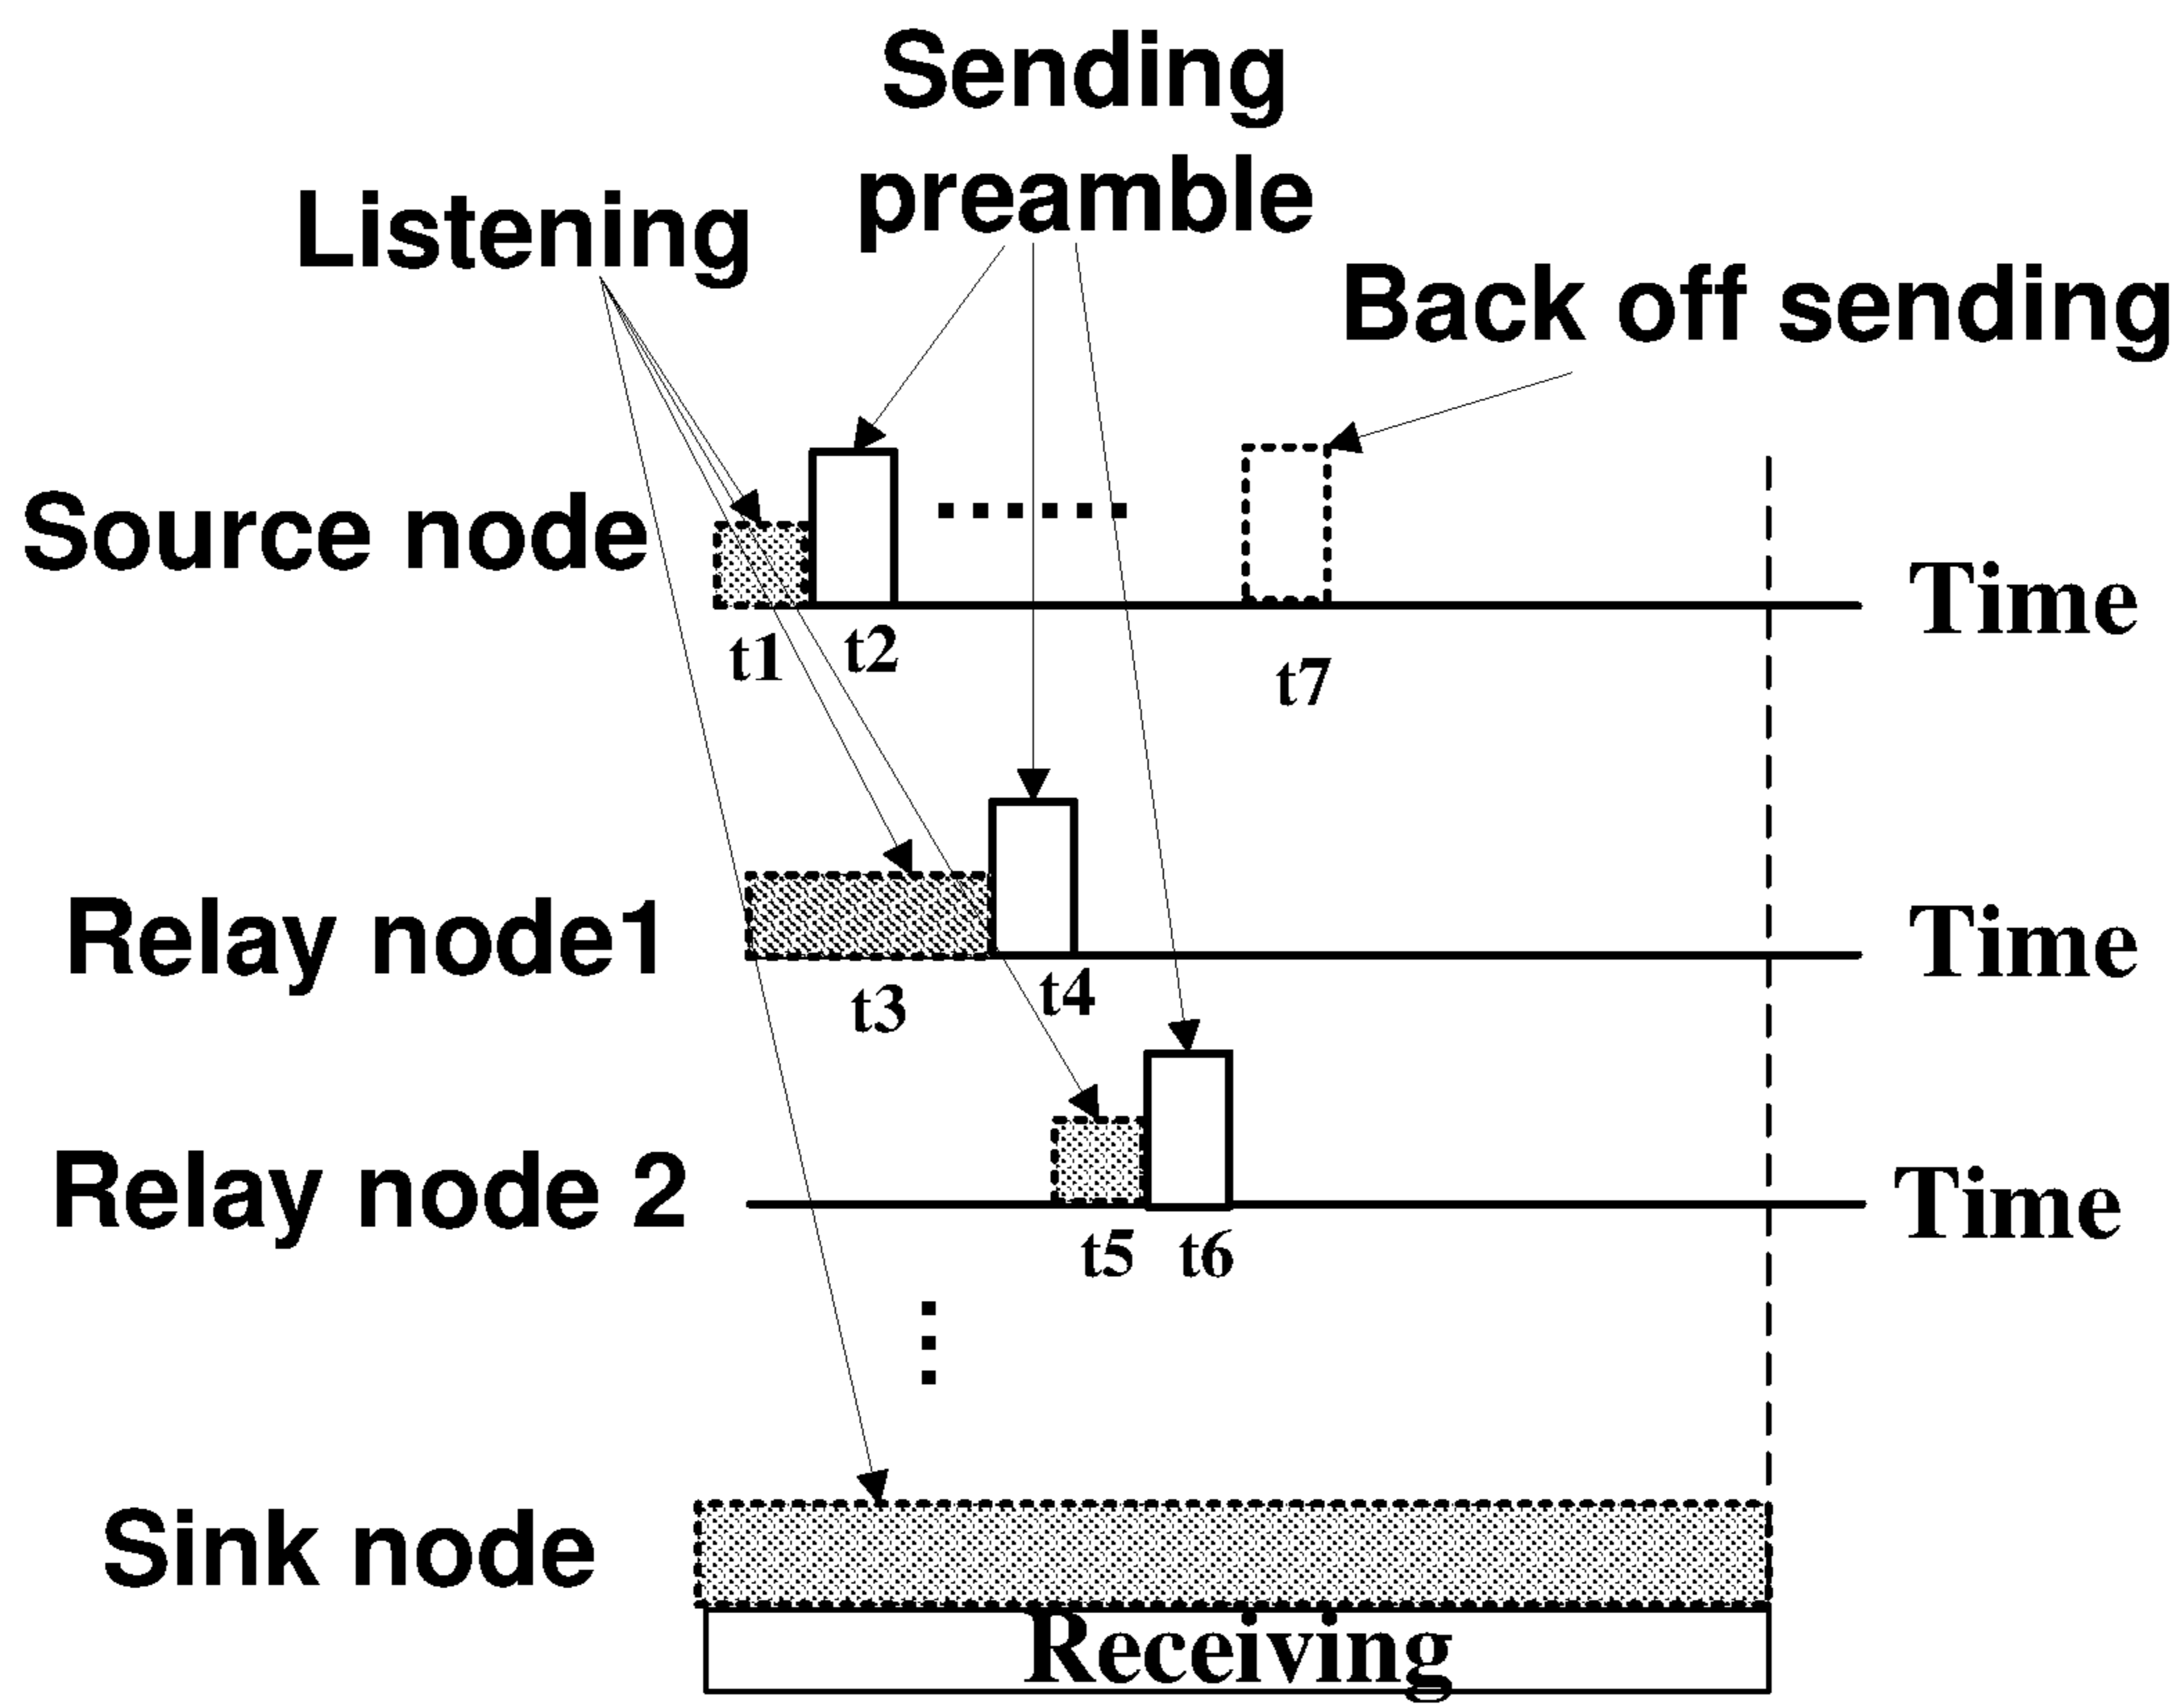 Sending
preamble
Listening
Back off sending
Source node
Time
t1
t2
t7
Relay node1
Time
t3
t4
Relay node 2
Time
t5
t6
Sink node
Receiving